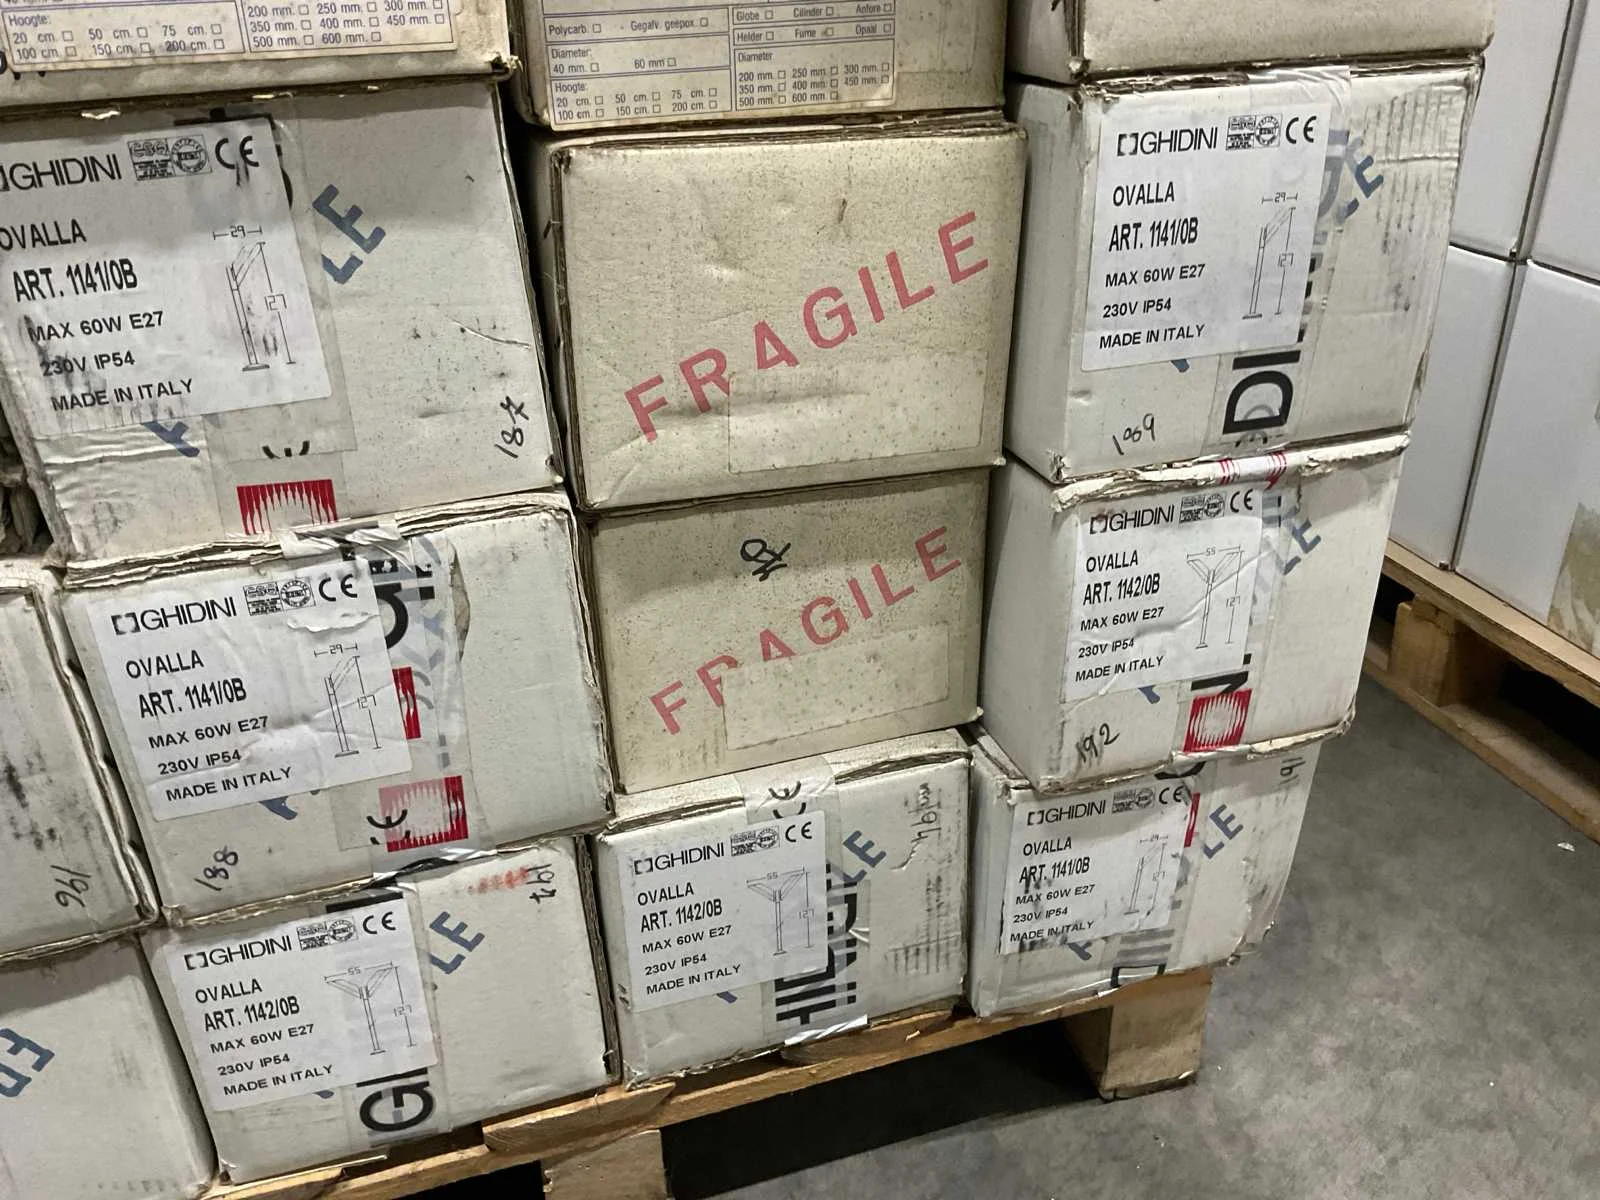 Hoogte:
20 cm. □ 50 cm. □ 75 cm. □
100 cm. □ 150 cm. □ 200 cm. □
200 mm. □ 250 mm. □ 300 mm. □
350 mm. □ 400 mm. □ 450 mm. □
500 mm. □ 600 mm. □
Polycarb. □ - Gegalv. geepox. □
Diameter:
40 mm. □ 60 mm □
Hoogte:
20 cm. □ 50 cm. □ 75 cm. □
100 cm. □ 150 cm. □ 200 cm. □
Globe □ Cilinder □ Anfore □
Helder □ Fume □ Opaal □
Diameter
200 mm. □ 250 mm. □ 300 mm. □
350 mm. □ 400 mm. □ 450 mm. □
500 mm. □ 600 mm. □
GHIDINI CE
OVALLA
ART. 1141/0B
MAX 60W E27
230V IP54
MADE IN ITALY
29
127
LE
187
FRAGILE
GHIDINI CE
OVALLA
ART. 1141/0B
MAX 60W E27
230V IP54
MADE IN ITALY
29
127
LE
GHIDINI CE
OVALLA
ART. 1141/0B
MAX 60W E27
230V IP54
MADE IN ITALY
29
127
188
FRAGILE
GHIDINI CE
OVALLA
ART. 1142/0B
MAX 60W E27
230V IP54
MADE IN ITALY
55
127
LE
192
196
GHIDINI CE
OVALLA
ART. 1142/0B
MAX 60W E27
230V IP54
MADE IN ITALY
55
127
LE
GHIDINI CE
OVALLA
ART. 1142/0B
MAX 60W E27
230V IP54
MADE IN ITALY
55
127
LE
GHIDINI CE
OVALLA
ART. 1141/0B
MAX 60W E27
230V IP54
MADE IN ITALY
29
127
LE
191